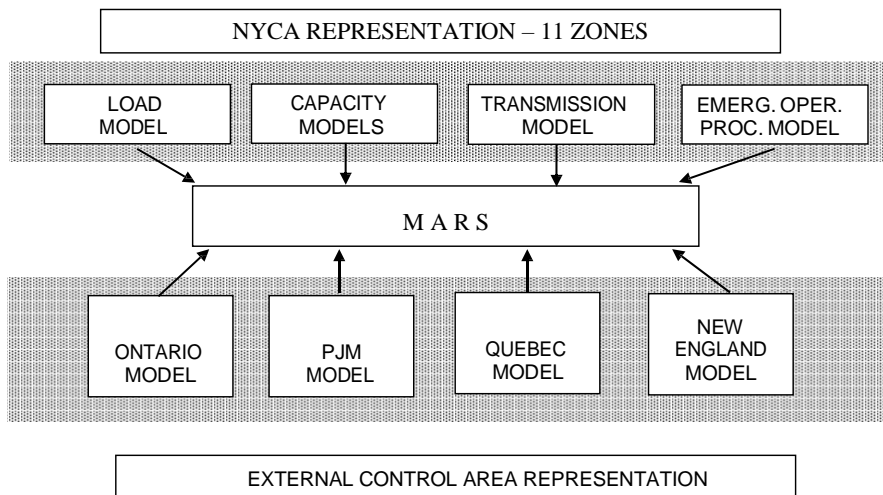 NYCA REPRESENTATION – 11 ZONES
LOAD
MODEL
CAPACITY
MODELS
TRANSMISSION
MODEL
EMERG. OPER.
PROC. MODEL
M A R S
ONTARIO
MODEL
PJM
MODEL
QUEBEC
MODEL
NEW
ENGLAND
MODEL
EXTERNAL CONTROL AREA REPRESENTATION